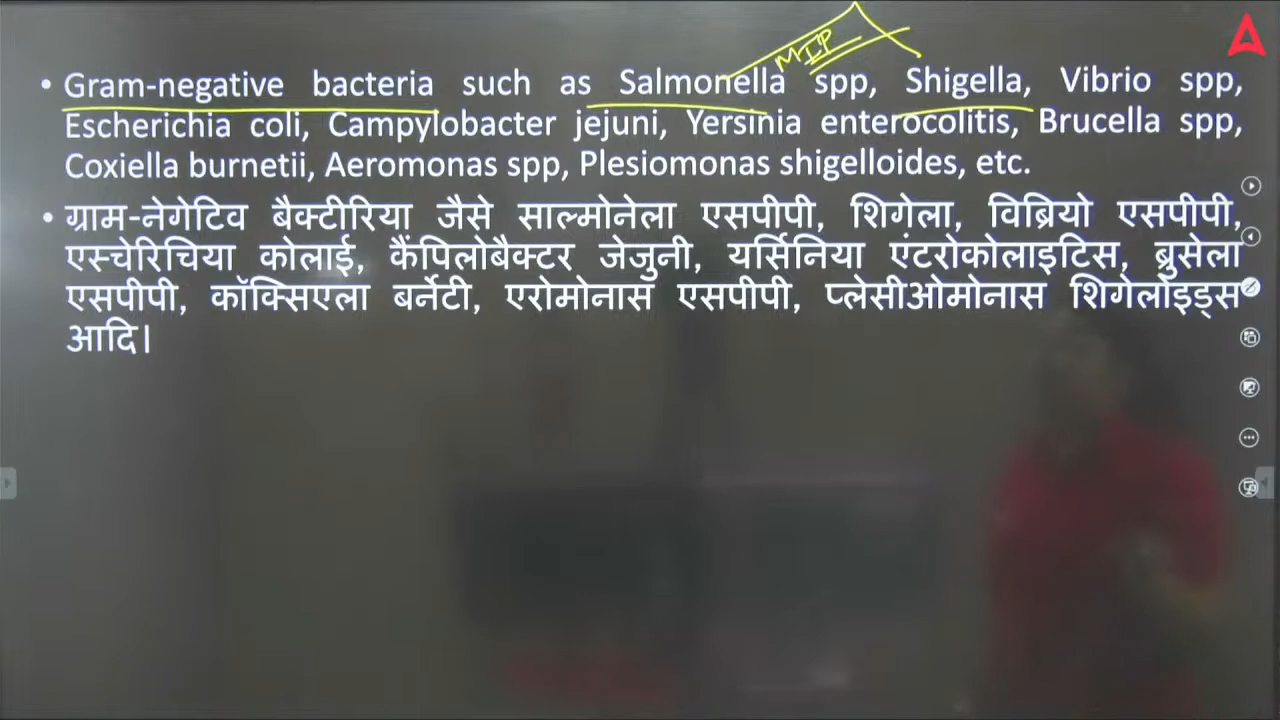 MIP
• Gram-negative bacteria such as Salmonella spp, Shigella, Vibrio spp,
Escherichia coli, Campylobacter jejuni, Yersinia enterocolitis, Brucella spp,
Coxiella burnetii, Aeromonas spp, Plesiomonas shigelloides, etc.
• ग्राम-नेगेटिव बैक्टीरिया जैसे साल्मोनेला एसपीपी, शिगेला, विब्रियो एसपीपी,
एस्चेरिचिया कोलाई, कैंपिलोबैक्टर जेजुनी, यर्सिनिया एंटरोकोलाइटिस, ब्रुसेला
एसपीपी, कॉक्सिएला बर्नेटी, एरोमोनास एसपीपी, प्लेसीओमोनास शिगेलोइड्स
आदि।